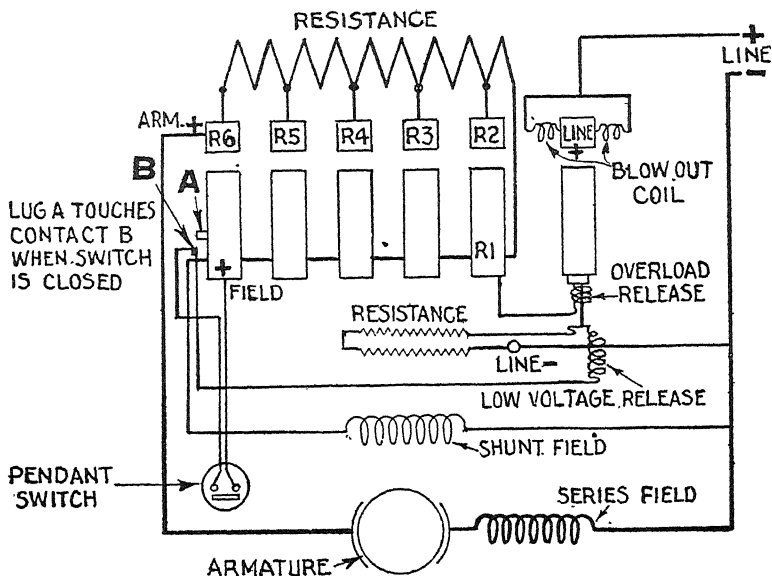 RESISTANCE
+
LINE
-
ARM. +
R6
R5
R4
R3
R2
LINE
+
BLOW OUT
COIL
B
A
LUG A TOUCHES
CONTACT B
WHEN SWITCH
IS CLOSED
R1
+
FIELD
OVERLOAD
RELEASE
RESISTANCE
LINE-
LOW VOLTAGE RELEASE
SHUNT FIELD
PENDANT
SWITCH
SERIES FIELD
ARMATURE